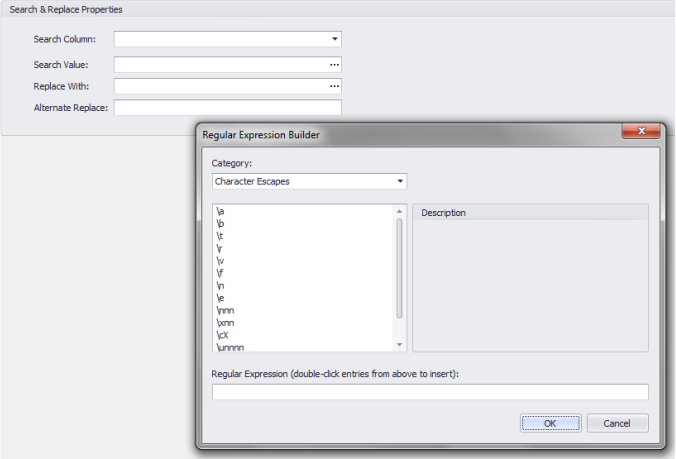 Search & Replace Properties
Search Column:
Search Value:
...
Replace With:
...
Alternate Replace:
Regular Expression Builder
Category:
Character Escapes
\a
\b
\t
\r
\v
\f
\n
\e
\nnn
\xnn
\cX
\unnnn
Description
Regular Expression (double-click entries from above to insert):
OK
Cancel